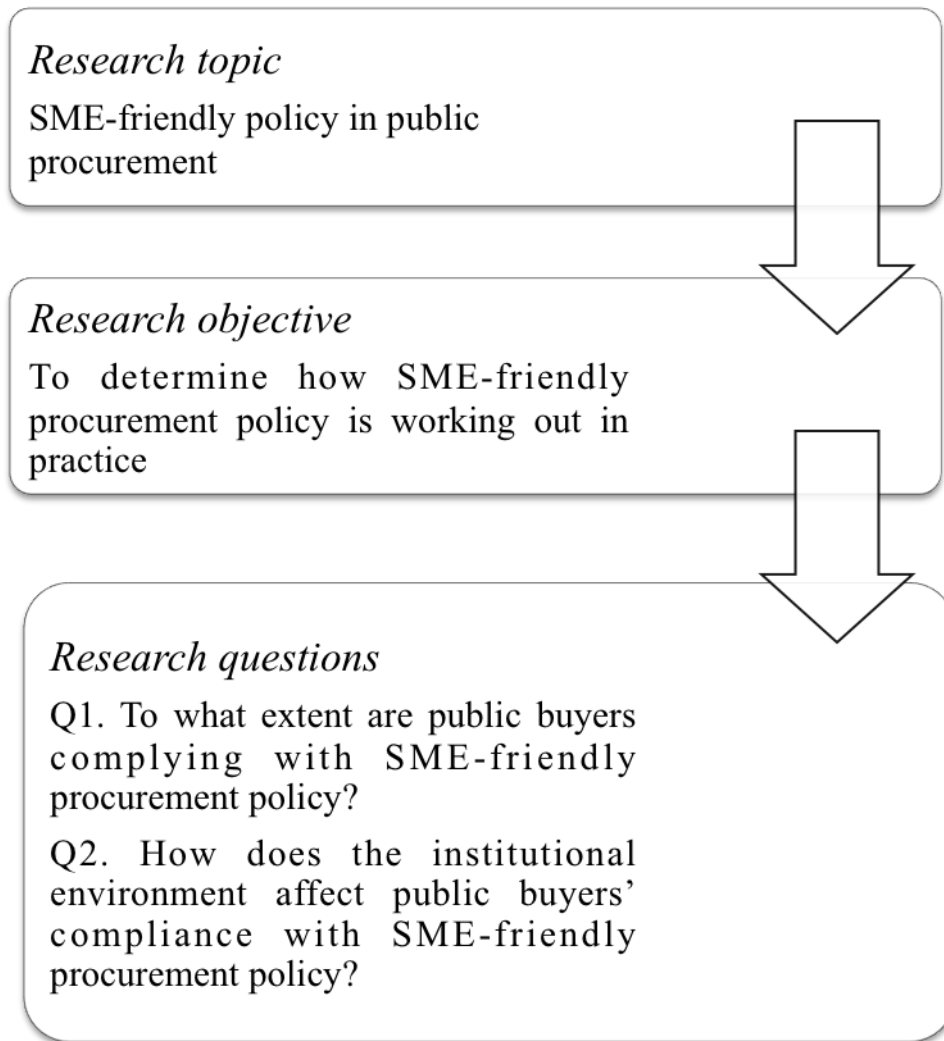 Research topic
SME-friendly policy in public
procurement
Research objective
To determine how SME-friendly
procurement policy is working out in
practice
Research questions
Q1. To what extent are public buyers
complying with SME-friendly
procurement policy?
Q2. How does the institutional
environment affect public buyers’
compliance with SME-friendly
procurement policy?